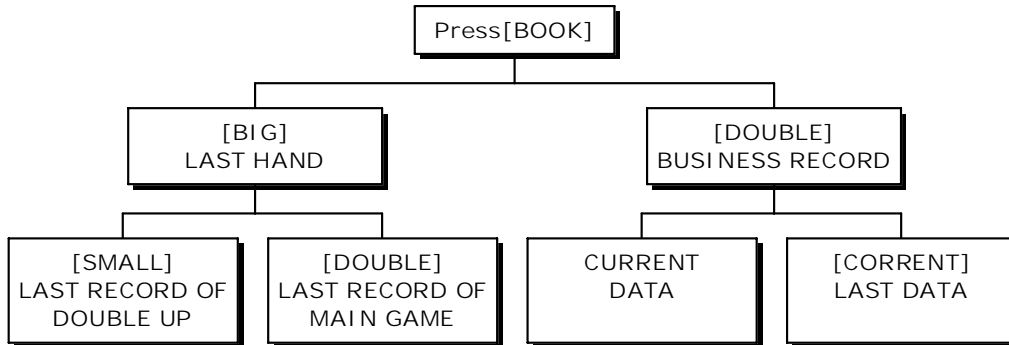 Press[BOOK]
[BIG]
LAST HAND
[DOUBLE]
BUSINESS RECORD
[SMALL]
LAST RECORD OF
DOUBLE UP
[DOUBLE]
LAST RECORD OF
MAIN GAME
CURRENT
DATA
[CORRENT]
LAST DATA